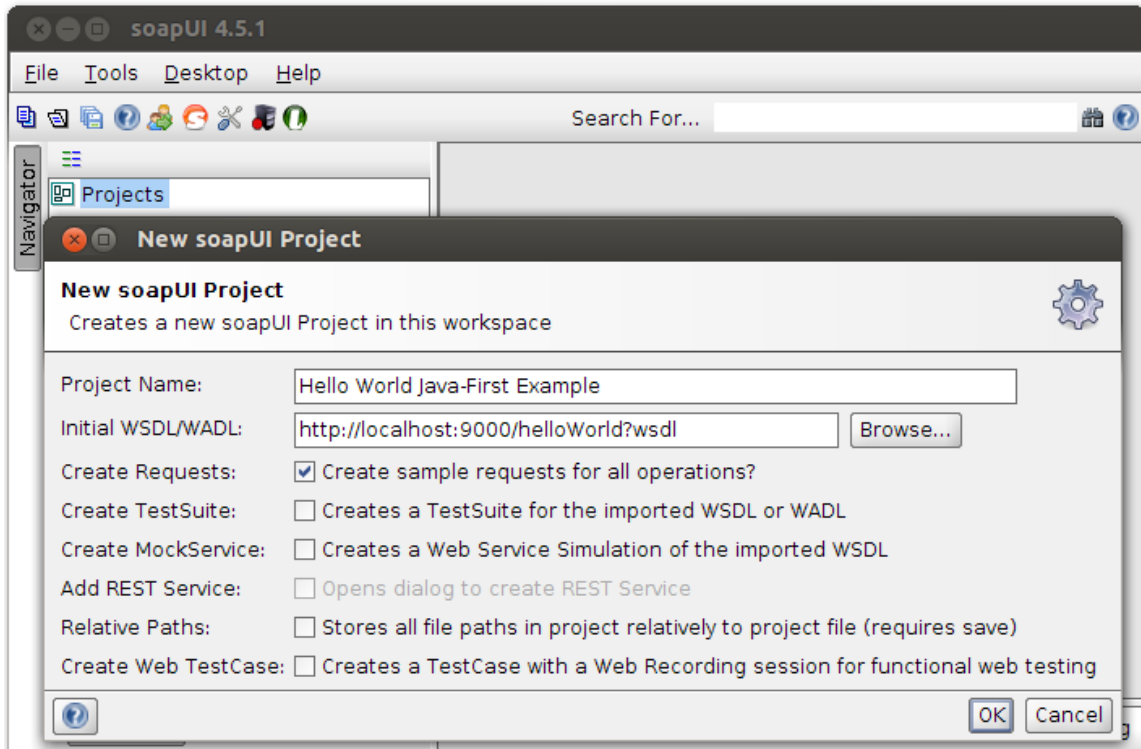 soapUI 4.5.1
File Tools Desktop Help
Search For...
Navigator
Projects
New soapUI Project
New soapUI Project
Creates a new soapUI Project in this workspace
Project Name: Hello World Java-First Example
Initial WSDL/WADL: http://localhost:9000/helloWorld?wsdl Browse...
Create Requests: Create sample requests for all operations?
Create TestSuite: Creates a TestSuite for the imported WSDL or WADL
Create MockService: Creates a Web Service Simulation of the imported WSDL
Add REST Service: Opens dialog to create REST Service
Relative Paths: Stores all file paths in project relatively to project file (requires save)
Create Web TestCase: Creates a TestCase with a Web Recording session for functional web testing
OK Cancel